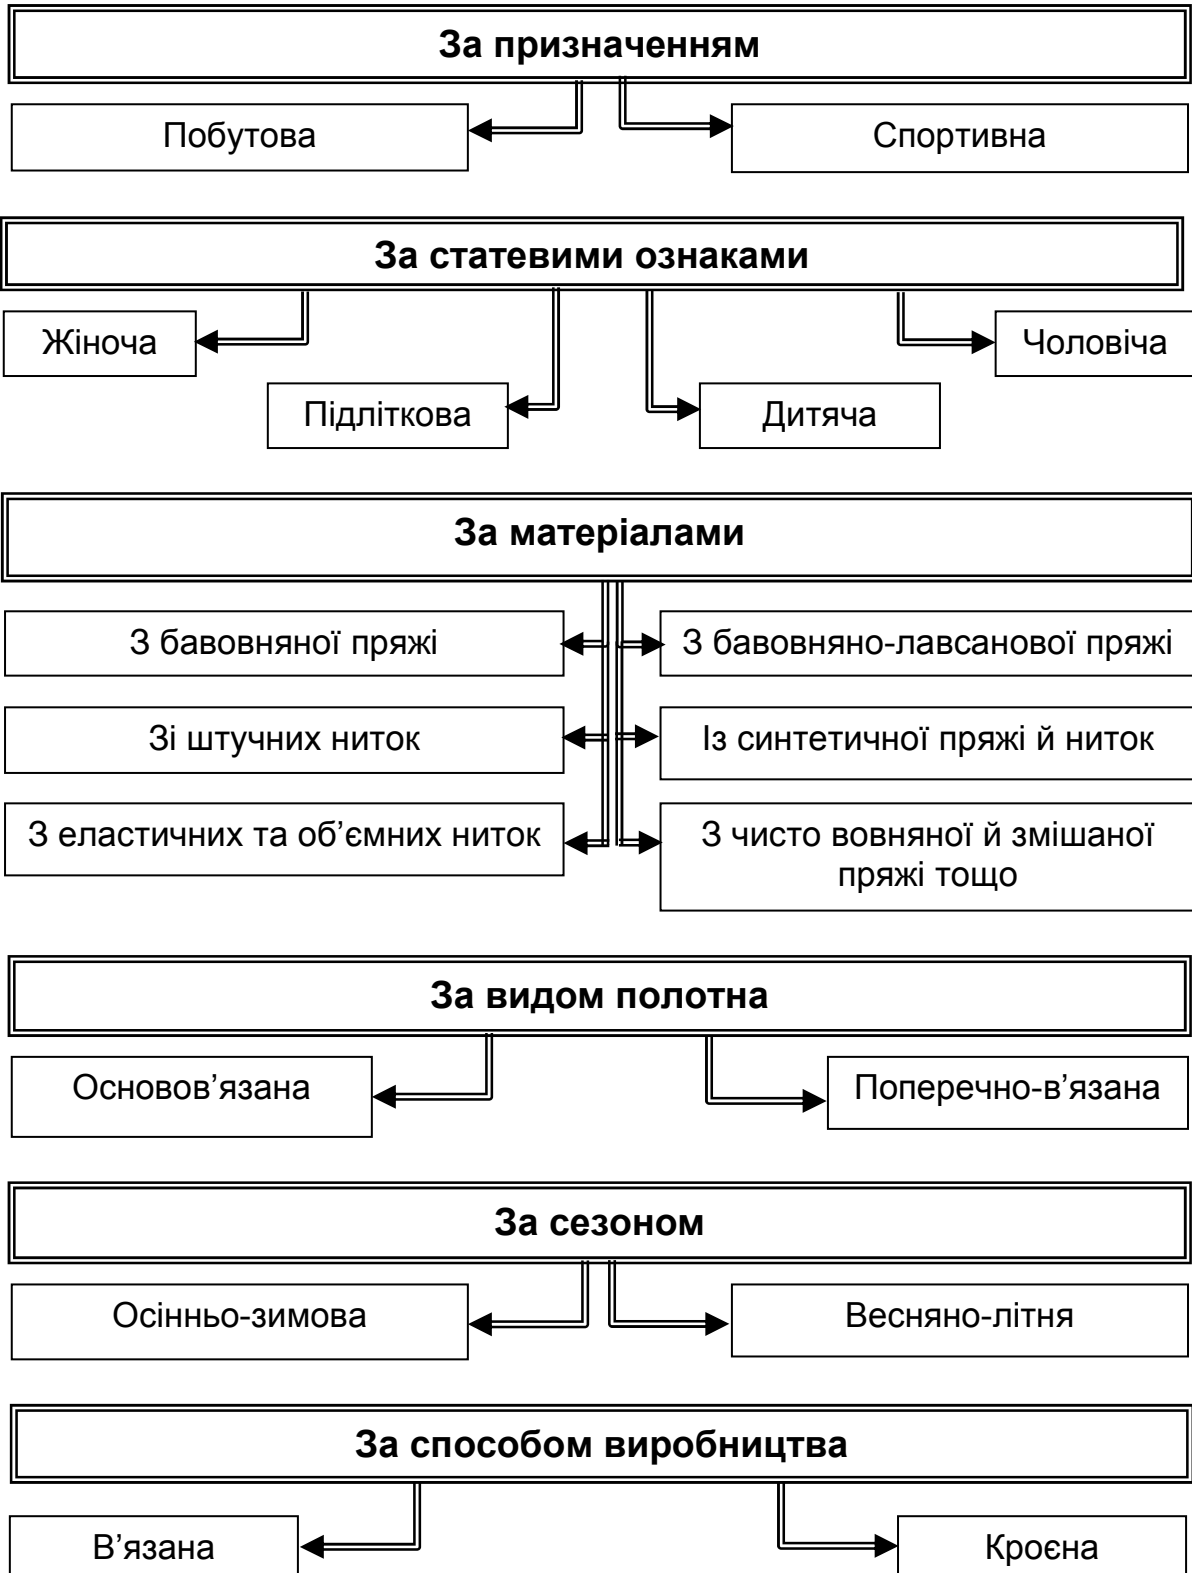 За призначенням
Побутова
Спортивна
За статевими ознаками
Жіноча
Чоловіча
Підліткова
Дитяча
За матеріалами
З бавовняної пряжі
З бавовняно-лавсанової пряжі
Зі штучних ниток
Із синтетичної пряжі й ниток
З еластичних та об’ємних ниток
З чисто вовняної й змішаної
пряжі тощо
За видом полотна
Основов’язана
Поперечно-в’язана
За сезоном
Осінньо-зимова
Весняно-літня
За способом виробництва
В’язана
Кроєна